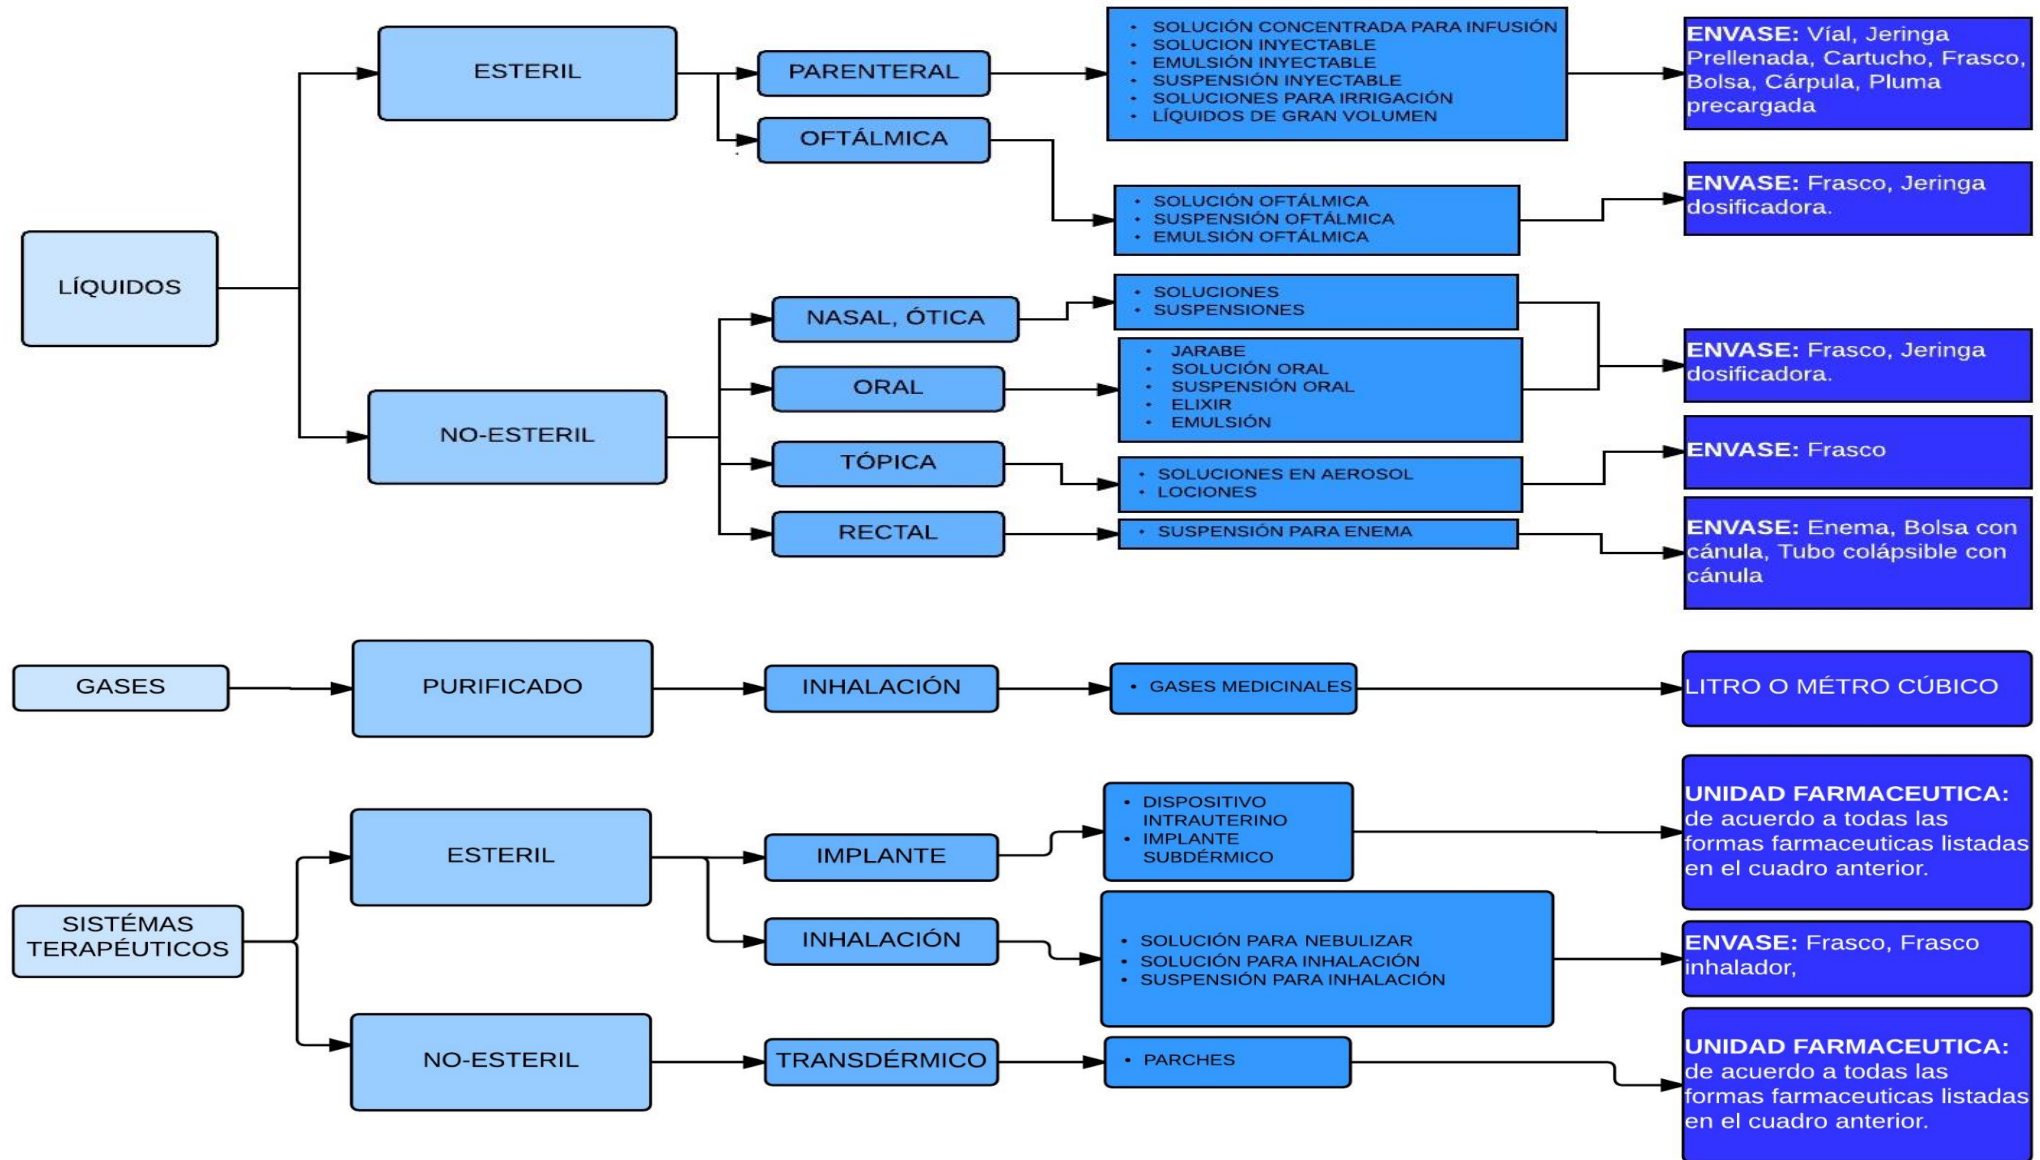 LÍQUIDOS
ESTERIL
PARENTERAL
• SOLUCIÓN CONCENTRADA PARA INFUSIÓN
• SOLUCION INYECTABLE
• EMULSIÓN INYECTABLE
• SUSPENSIÓN INYECTABLE
• SOLUCIONES PARA IRRIGACIÓN
• LÍQUIDOS DE GRAN VOLUMEN
ENVASE: Víal, Jeringa
Prellenada, Cartucho, Frasco,
Bolsa, Cárpula, Pluma
precargada
OFTÁLMICA
• SOLUCIÓN OFTÁLMICA
• SUSPENSIÓN OFTÁLMICA
• EMULSIÓN OFTÁLMICA
ENVASE: Frasco, Jeringa
dosificadora.
NO-ESTERIL
NASAL, ÓTICA
• SOLUCIONES
• SUSPENSIONES
ORAL
• JARABE
• SOLUCIÓN ORAL
• SUSPENSIÓN ORAL
• ELIXIR
• EMULSIÓN
ENVASE: Frasco, Jeringa
dosificadora.
TÓPICA
• SOLUCIONES EN AEROSOL
• LOCIONES
ENVASE: Frasco
RECTAL
• SUSPENSIÓN PARA ENEMA
ENVASE: Enema, Bolsa con
cánula, Tubo colápsible con
cánula
GASES
PURIFICADO
INHALACIÓN
• GASES MEDICINALES
LITRO O MÉTRO CÚBICO
SISTÉMAS
TERAPÉUTICOS
ESTERIL
IMPLANTE
• DISPOSITIVO
INTRAUTERINO
• IMPLANTE
SUBDÉRMICO
UNIDAD FARMACEUTICA:
de acuerdo a todas las
formas farmaceuticas listadas
en el cuadro anterior.
INHALACIÓN
• SOLUCIÓN PARA NEBULIZAR
• SOLUCIÓN PARA INHALACIÓN
• SUSPENSIÓN PARA INHALACIÓN
ENVASE: Frasco, Frasco
inhalador,
NO-ESTERIL
TRANSDÉRMICO
• PARCHES
UNIDAD FARMACEUTICA:
de acuerdo a todas las
formas farmaceuticas listadas
en el cuadro anterior.